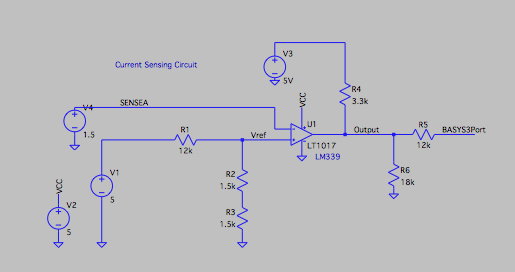 Current Sensing Circuit
V3
5V
VCC
R4
3.3k
V4
SENSEA
1.5
R1
12k
Vref
U1
LT1017
LM339
Output
R5
12k
BASYS3Port
R6
18k
R2
1.5k
R3
1.5k
V1
5
VCC
V2
5